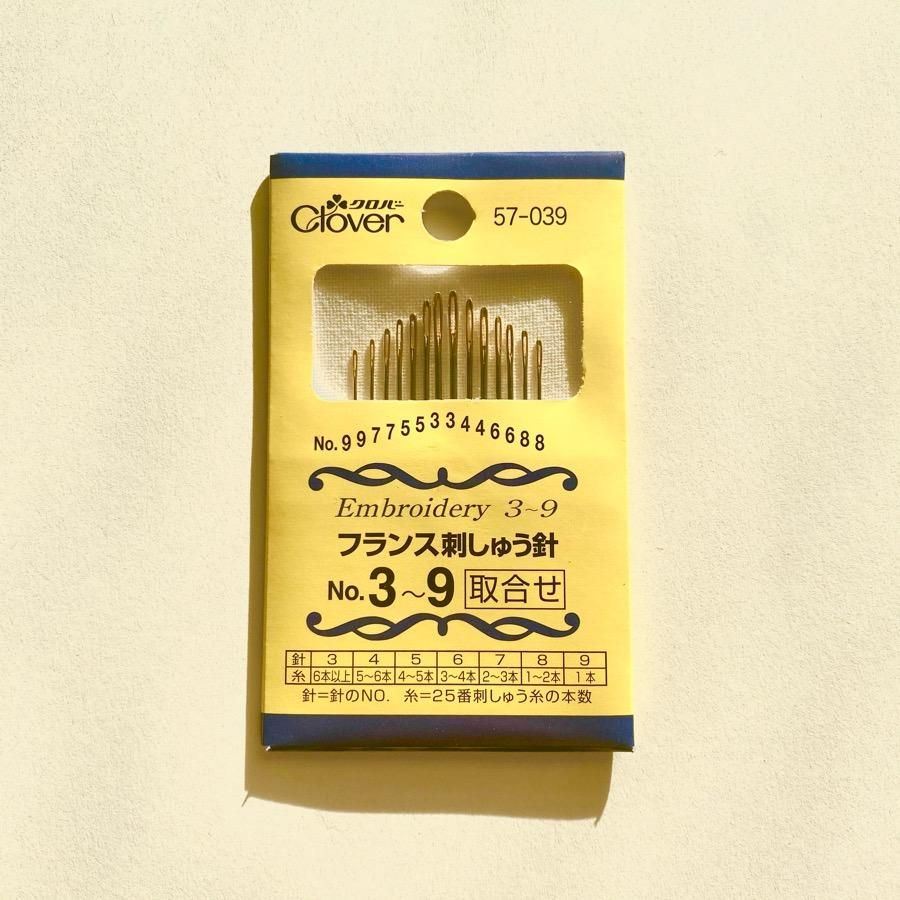 クロバー
Clover
57-039
No.99775533446688
Embroidery 3~9
フランス刺しゅう針
No.3～9 取合せ
針 3 4 5 6 7 8 9
糸 6本以上 5~6本 4~5本 3~4本 2~3本 1~2本 1本
針=針のNO. 糸=25番刺しゅう糸の本数